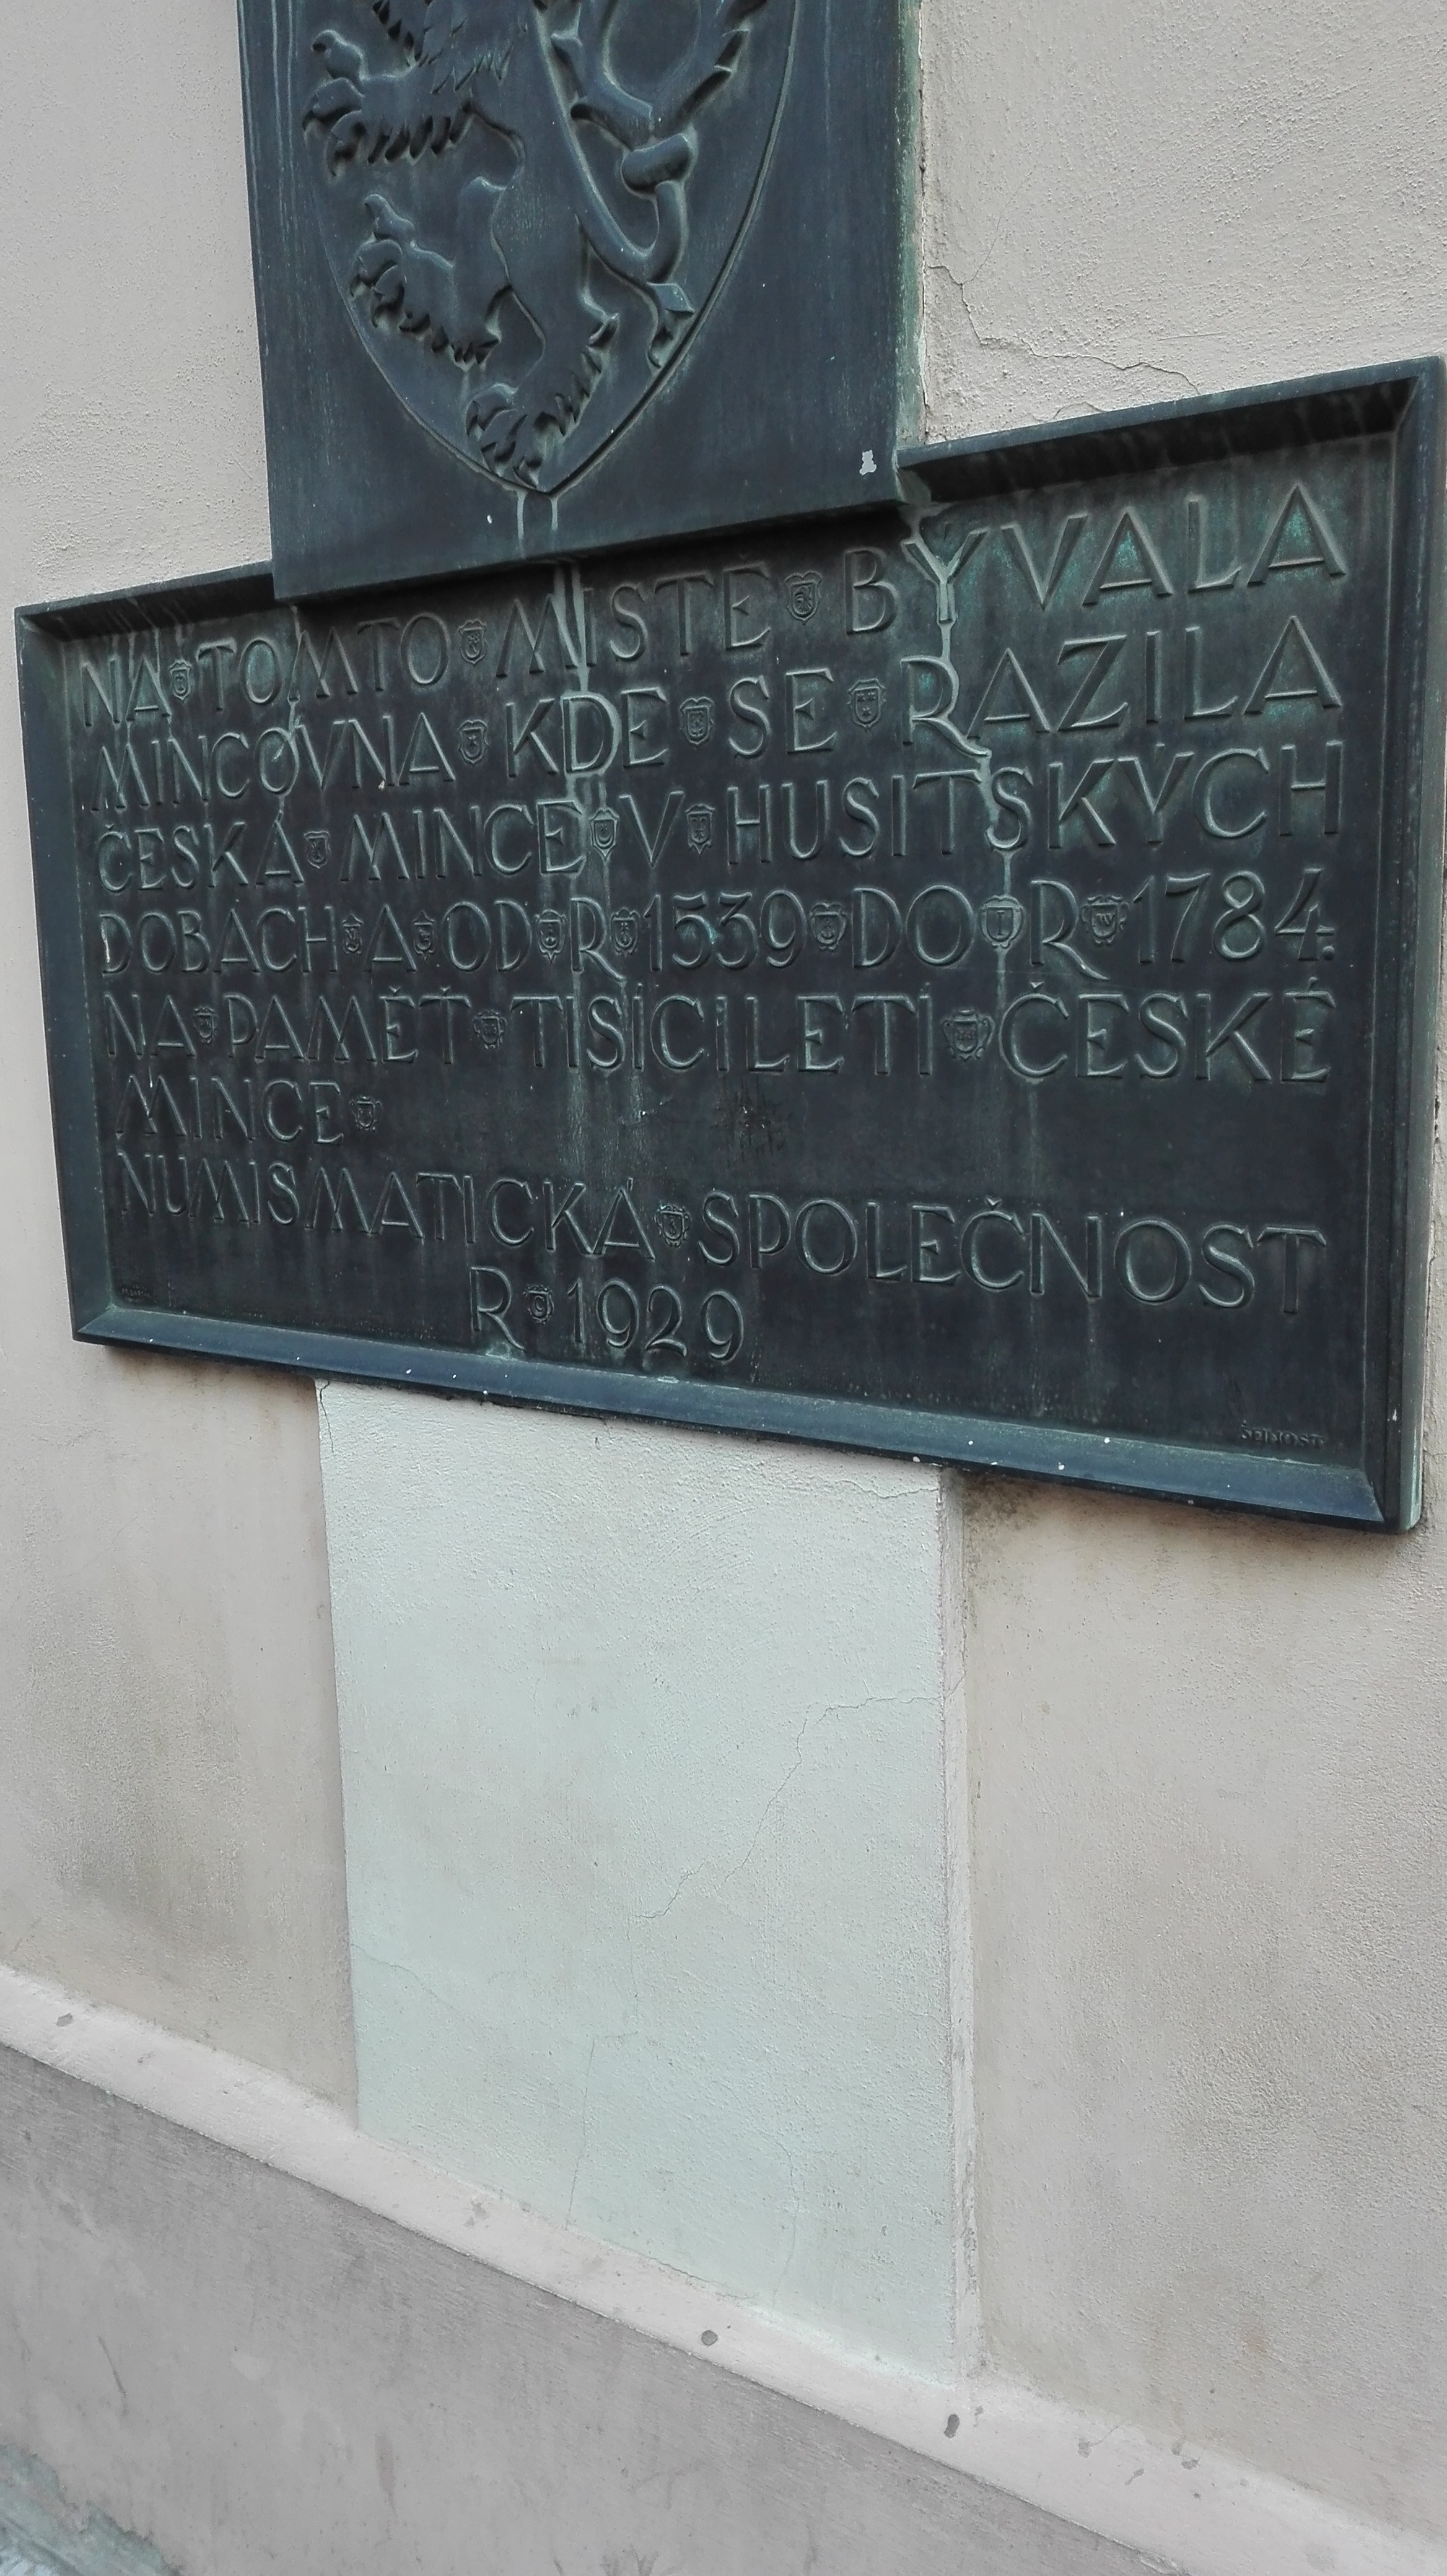 NA TOMTO MÍSTĚ BÝVALA
MINCOVNA KDE SE RAZILA
ČESKÁ MINCE V HUSITSKÝCH
DOBÁCH A OD R 1539 DO R 1784.
NA PAMĚŤ TISÍCILETÍ ČESKÉ
MINCE
NUMISMATICKÁ SPOLEČNOST
R 1929